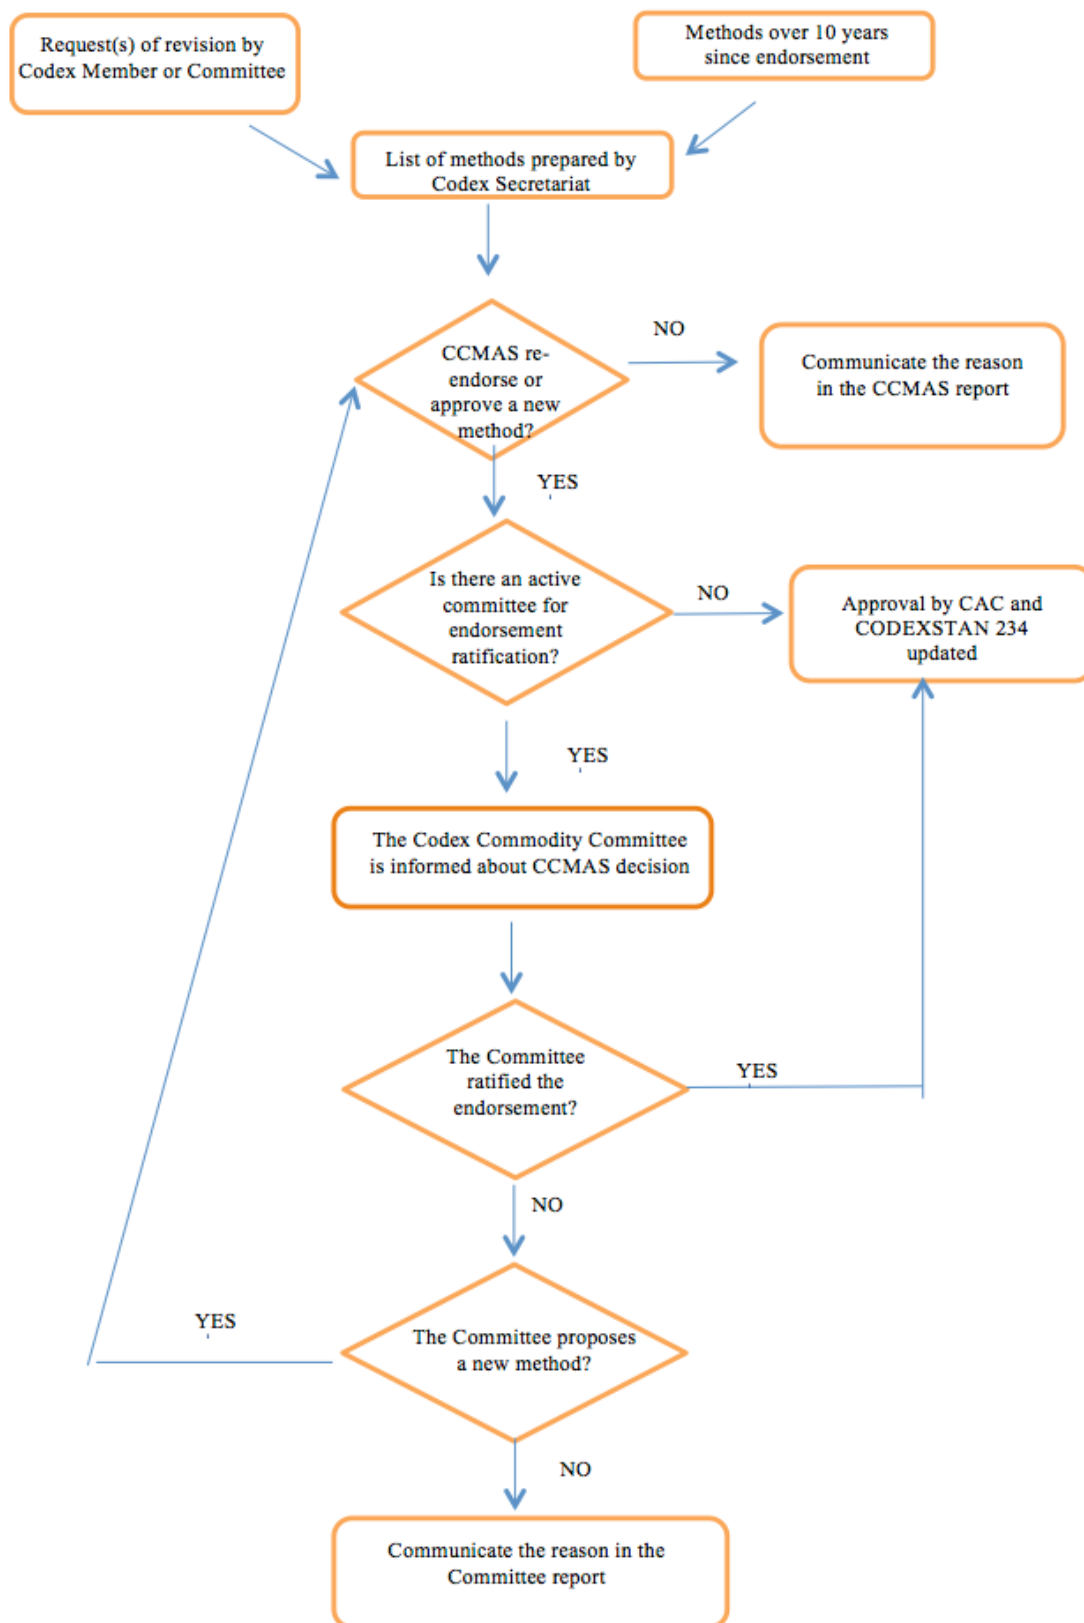 Request(s) of revision by
Codex Member or Committee
Methods over 10 years
since endorsement
List of methods prepared by
Codex Secretariat
CCMAS re-
endorse or
approve a new
method?
NO
Communicate the reason
in the CCMAS report
YES
Is there an active
committee for
endorsement
ratification?
NO
Approval by CAC and
CODEXSTAN 234
updated
YES
The Codex Commodity Committee
is informed about CCMAS decision
The Committee
ratified the
endorsement?
YES
NO
The Committee proposes
a new method?
YES
NO
Communicate the reason in the
Committee report